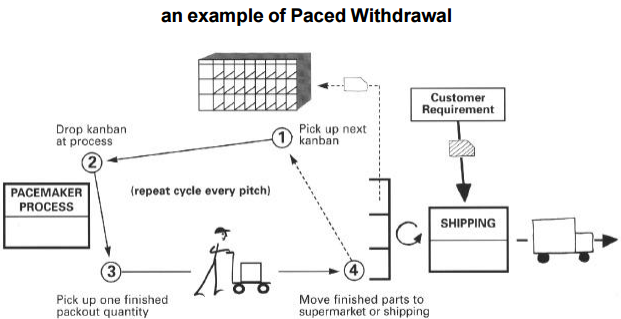 an example of Paced Withdrawal
Customer
Requirement
Drop kanban
at process
1
Pick up next
kanban
2
PACEMAKER
PROCESS
(repeat cycle every pitch)
SHIPPING
3
4
Pick up one finished
packout quantity
Move finished parts to
supermarket or shipping